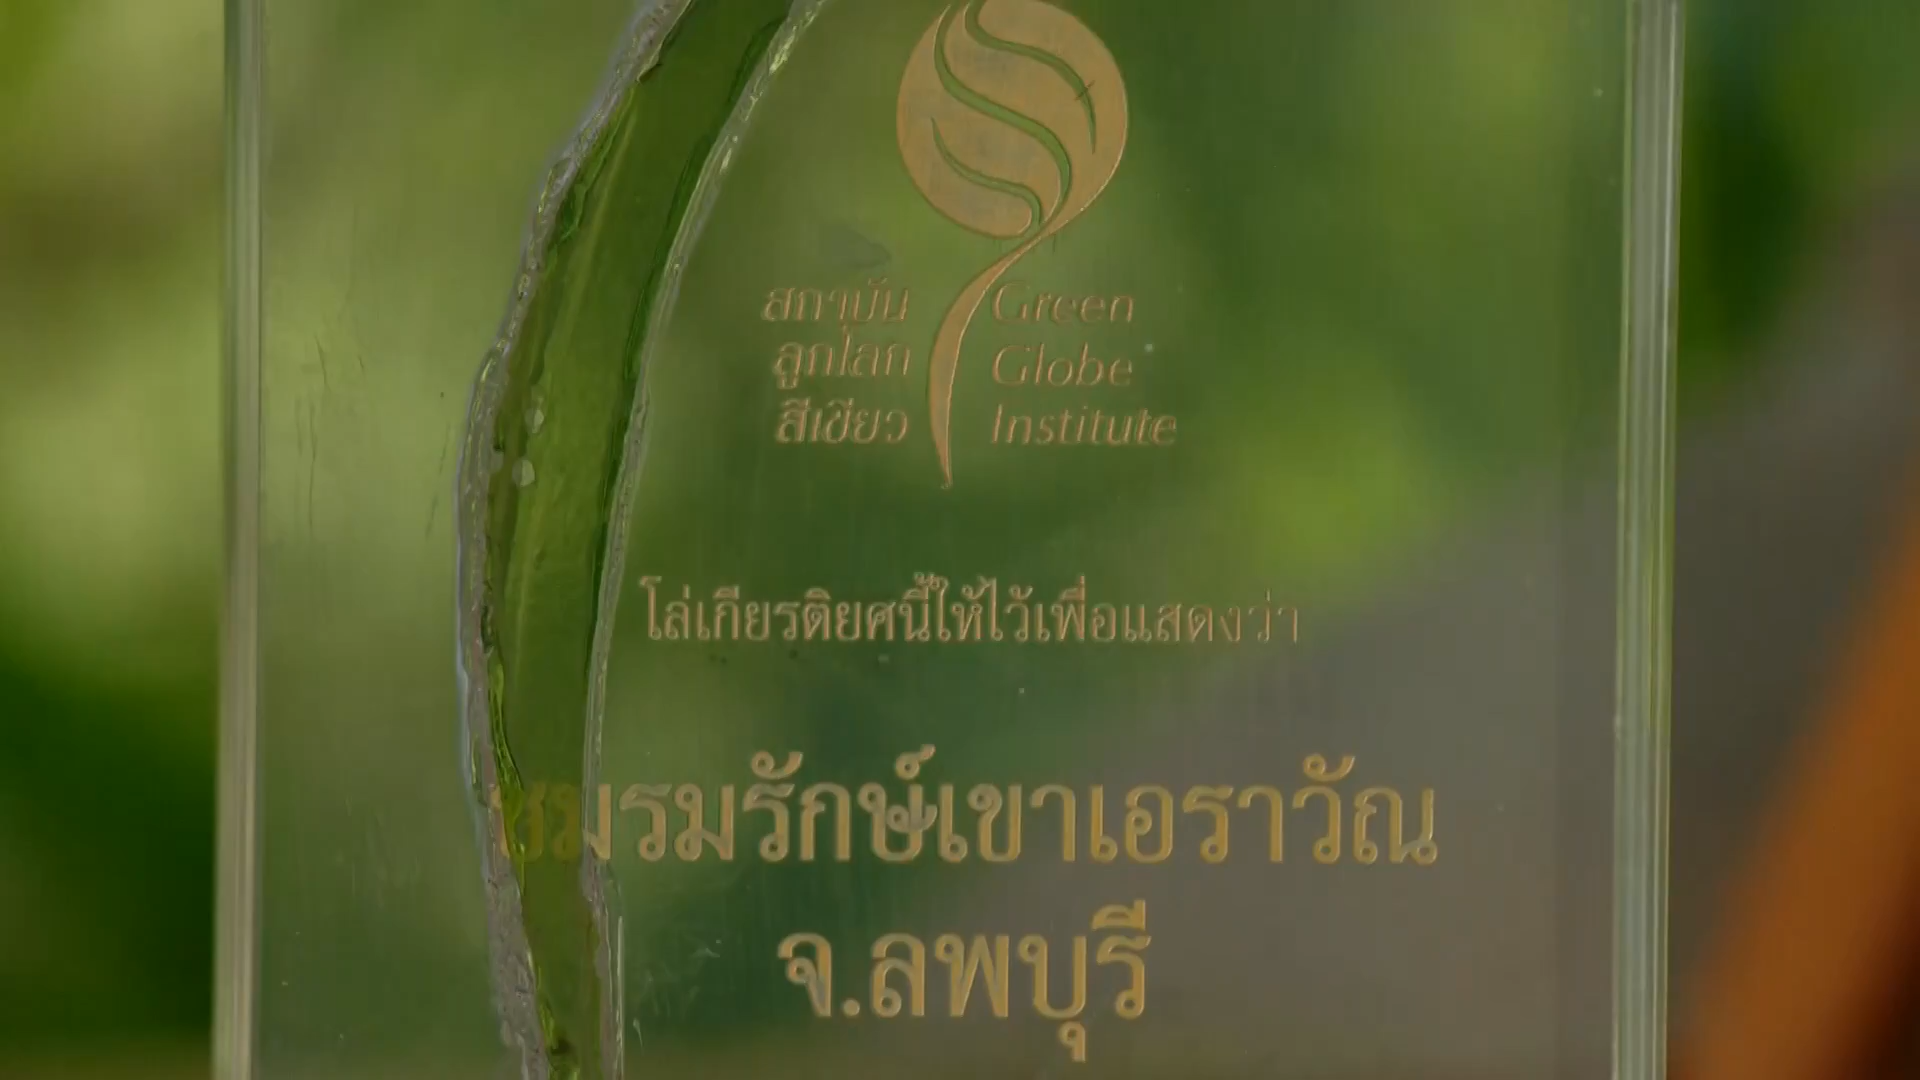 สถาบัน
ลูกโลก
สีเขียว
Green
Globe
Institute
โล่เกียรติยศนี้ให้ไว้เพื่อแสดงว่า
ชมรมรักษ์เขาเอราวัณ
จ.ลพบุรี